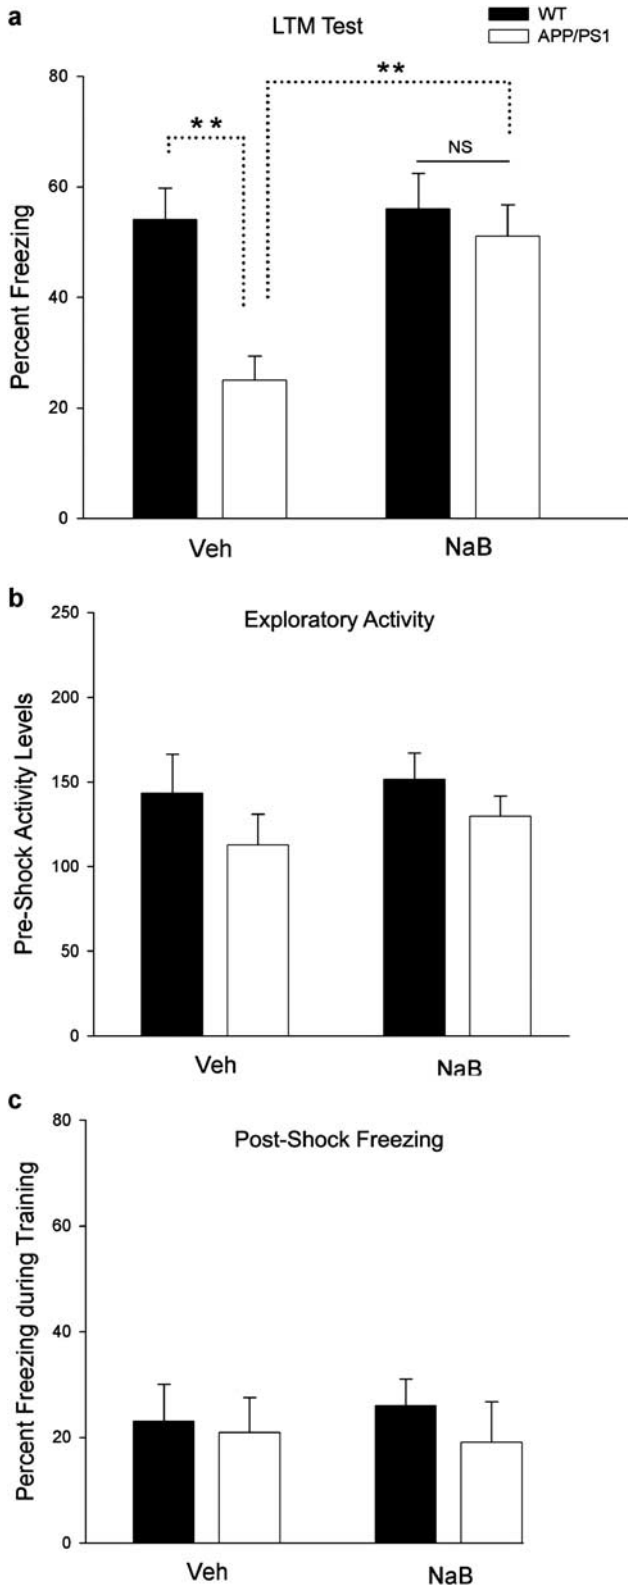 a
LTM Test
WT
APP/PS1
80
60
40
20
0
Percent Freezing
**
**
NS
Veh NaB
b
Exploratory Activity
250
200
150
100
50
0
Pre-Shock Activity Levels
Veh NaB
c
Post-Shock Freezing
80
60
40
20
0
Percent Freezing during Training
Veh NaB